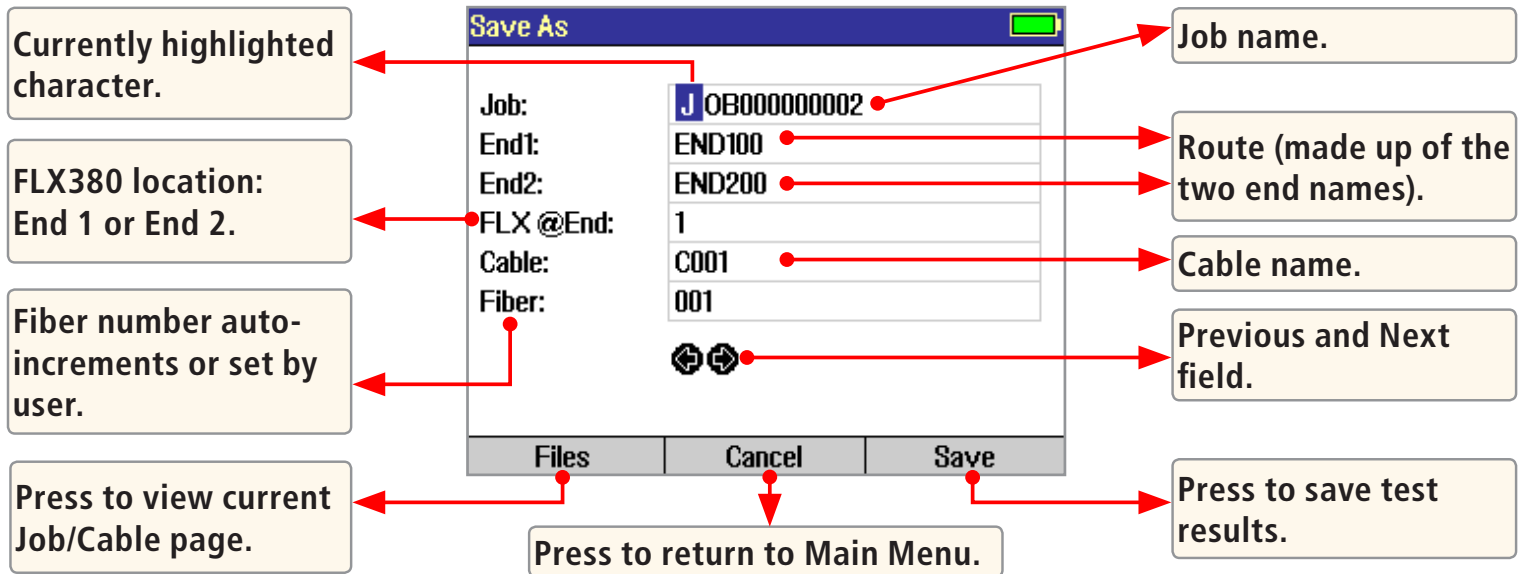 Currently highlighted
character.
FLX380 location:
End 1 or End 2.
Fiber number auto-
increments or set by
user.
Press to view current
Job/Cable page.
Save As
Job: JOB000000002
End1: END100
End2: END200
FLX @End: 1
Cable: C001
Fiber: 001
Files Cancel Save
Press to return to Main Menu.
Job name.
Route (made up of the
two end names).
Cable name.
Previous and Next
field.
Press to save test
results.